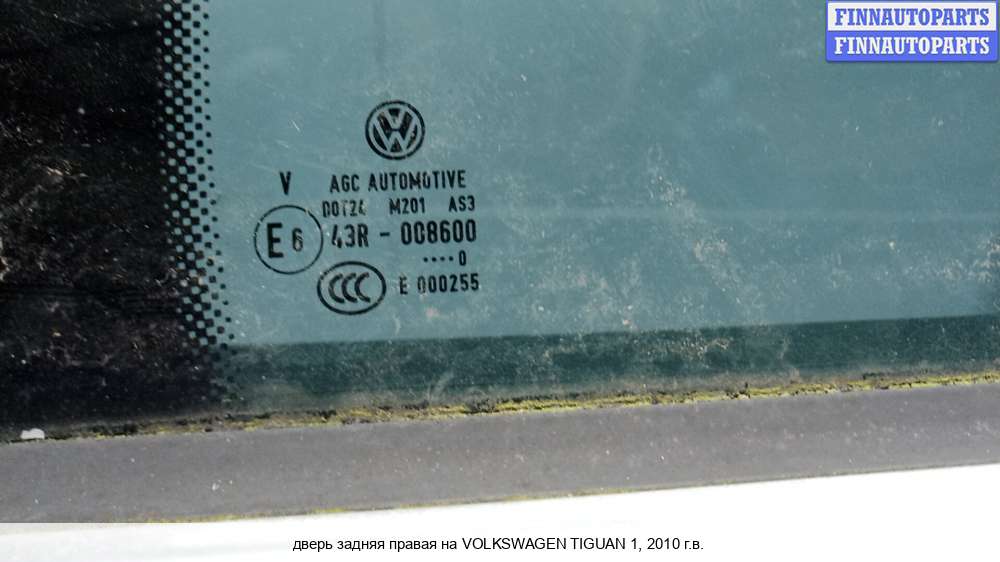 FINNAUTOPARTS
FINNAUTOPARTS
V AGC AUTOMOTIVE
DOT24 M201 AS3
E6 43R - 008600
....0
CCC E 000255
дверь задняя правая на VOLKSWAGEN TIGUAN 1, 2010 г.в.